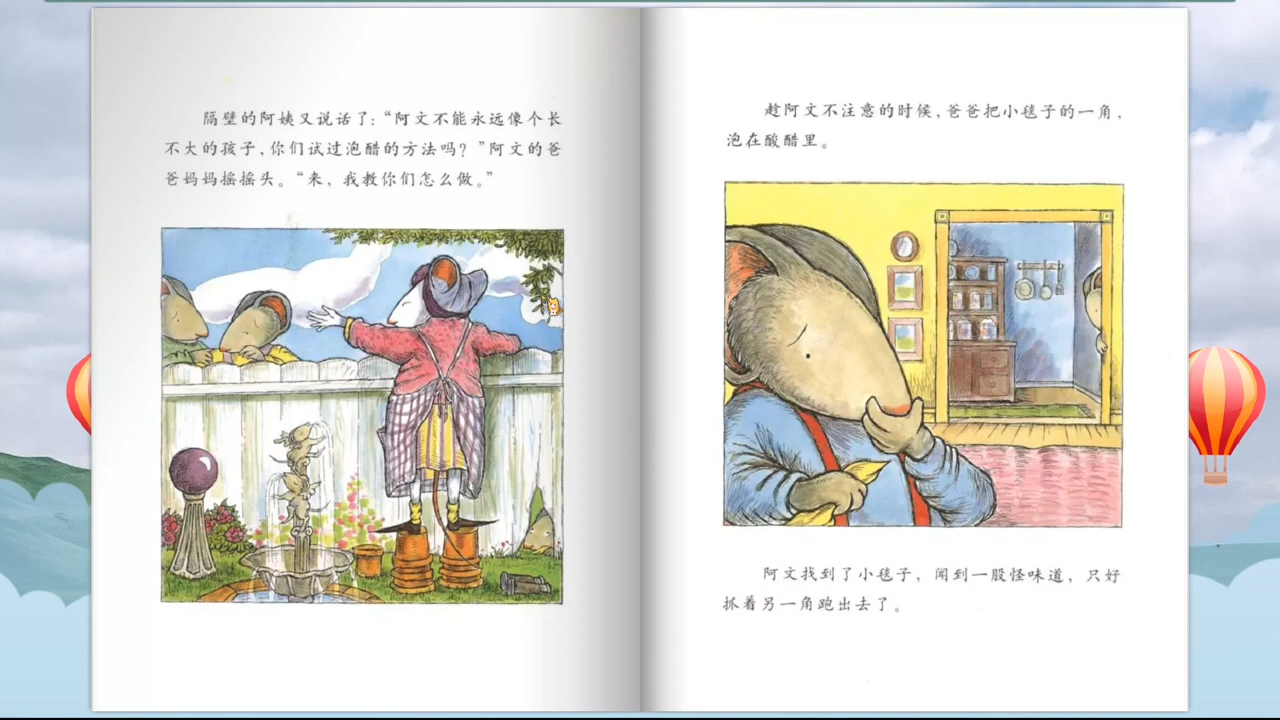 隔壁的阿姨又说话了：“阿文不能永远像个长
不大的孩子，你们试过泡醋的方法吗？”阿文的爸
爸妈妈摇摇头。“来，我教你们怎么做。”
趁阿文不注意的时候，爸爸把小毯子的一角，
泡在酸醋里。
阿文找到了小毯子，闻到一股怪味道，只好
抓着另一角跑出去了。